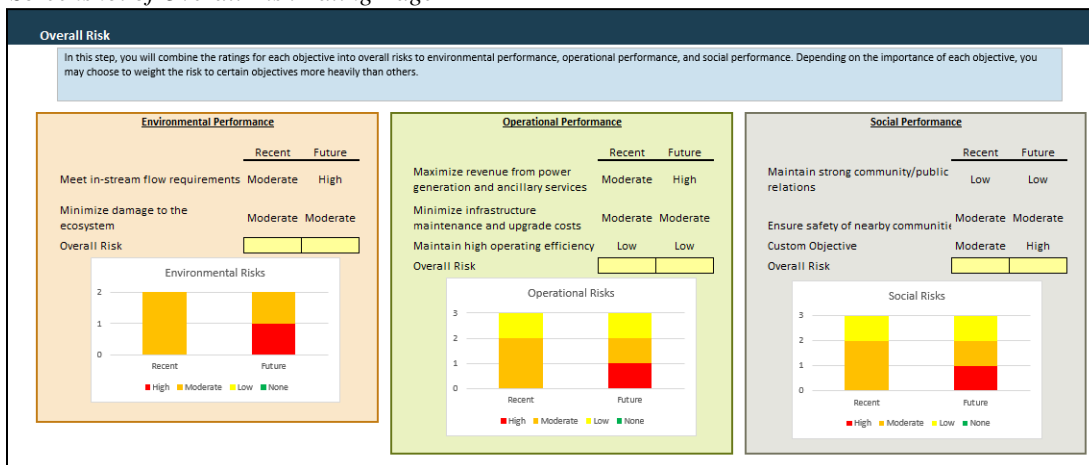 Overall Risk
In this step, you will combine the ratings for each objective into overall risks to environmental performance, operational performance, and social performance. Depending on the importance of each objective, you
may choose to weight the risk to certain objectives more heavily than others.
Environmental Performance
Recent Future
Meet in-stream flow requirements Moderate High
Minimize damage to the
ecosystem Moderate Moderate
Overall Risk
Environmental Risks
2
1
0
Recent Future
High Moderate Low None
Operational Performance
Recent Future
Maximize revenue from power
generation and ancillary services Moderate High
Minimize infrastructure
maintenance and upgrade costs Moderate Moderate
Maintain high operating efficiency Low Low
Overall Risk
Operational Risks
3
2
1
0
Recent Future
High Moderate Low None
Social Performance
Recent Future
Maintain strong community/public
relations Low Low
Ensure safety of nearby communitie Moderate Moderate
Custom Objective Moderate High
Overall Risk
Social Risks
3
2
1
0
Recent Future
High Moderate Low None